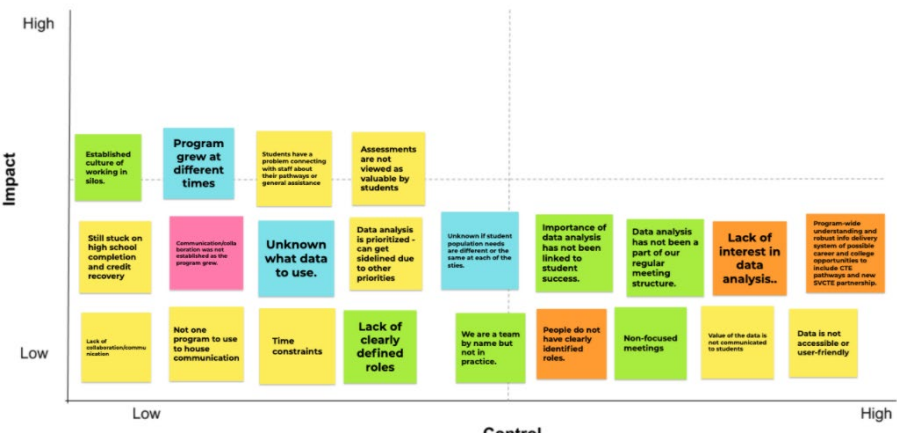 High
Impact
Established
culture of
working in
silos.
Program
grew at
different
times
Students have a
problem connecting
with staff about
their pathways or
general assistance
Assessments
are not
viewed as
valuable by
students
Still stuck on
high school
completion
and credit
recovery
Communication/colla
boration was not
established as the
program grew.
Unknown
what data
to use.
Data analysis
is prioritized -
can get
sidelined due to
other
priorities
Unknown if student
population needs
are different or the
same at each of the
sties.
Importance of
data analysis
has not been
linked to
student
success.
Data analysis
has not been a
part of our
regular
meeting
structure.
Lack of
interest in
data
analysis..
Program-wide
understanding and
robust info delivery
system of possible
career and college
opportunities to
include CTE
pathways and new
SVCTE partnership.
Low
Lack of
collaboration/commu
nication
Not one
program to use
to house
communication
Time
constraints
Lack of
clearly
defined
roles
We are a team
by name but
not in
practice.
People do not
have clearly
identified
roles.
Non-focused
meetings
Value of the data is
not communicated
to students
Data is not
accessible or
user-friendly
Low
High
Control